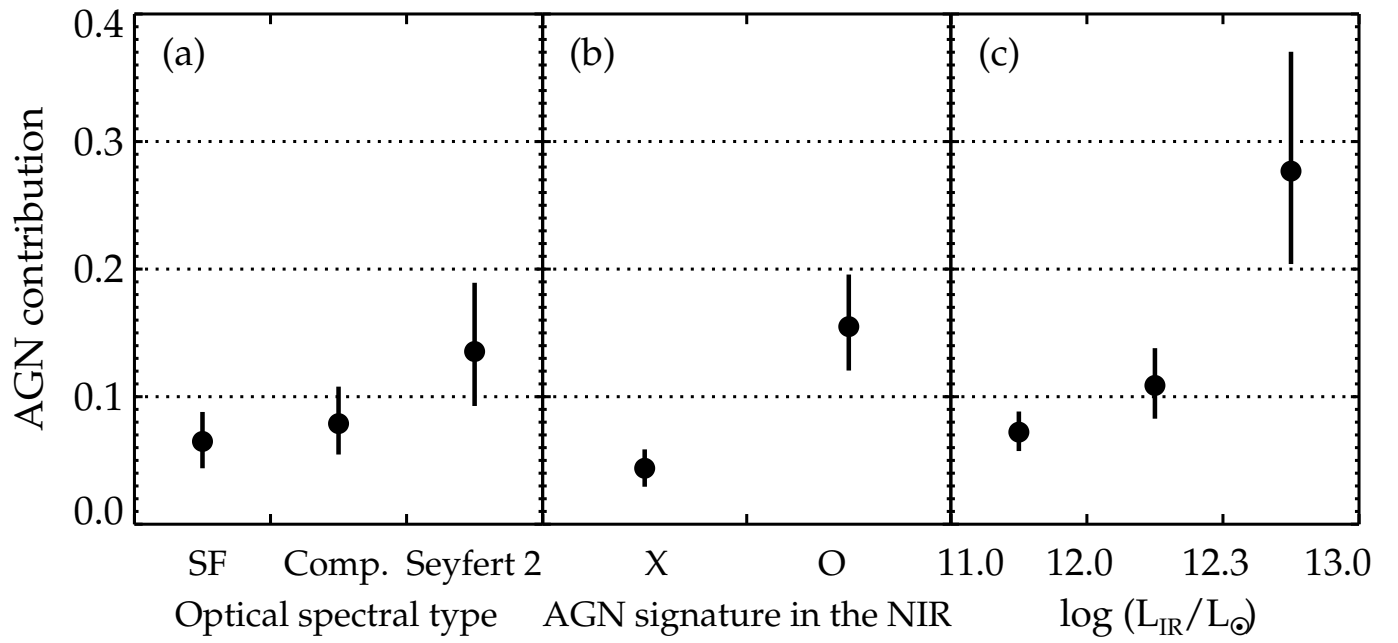 0.4
0.3
0.2
0.1
0.0
AGN contribution
(a)
(b)
(c)
SF Comp. Seyfert 2
X O
11.0 12.0 12.3 13.0
Optical spectral type
AGN signature in the NIR
log (L_IR/L_⊙)